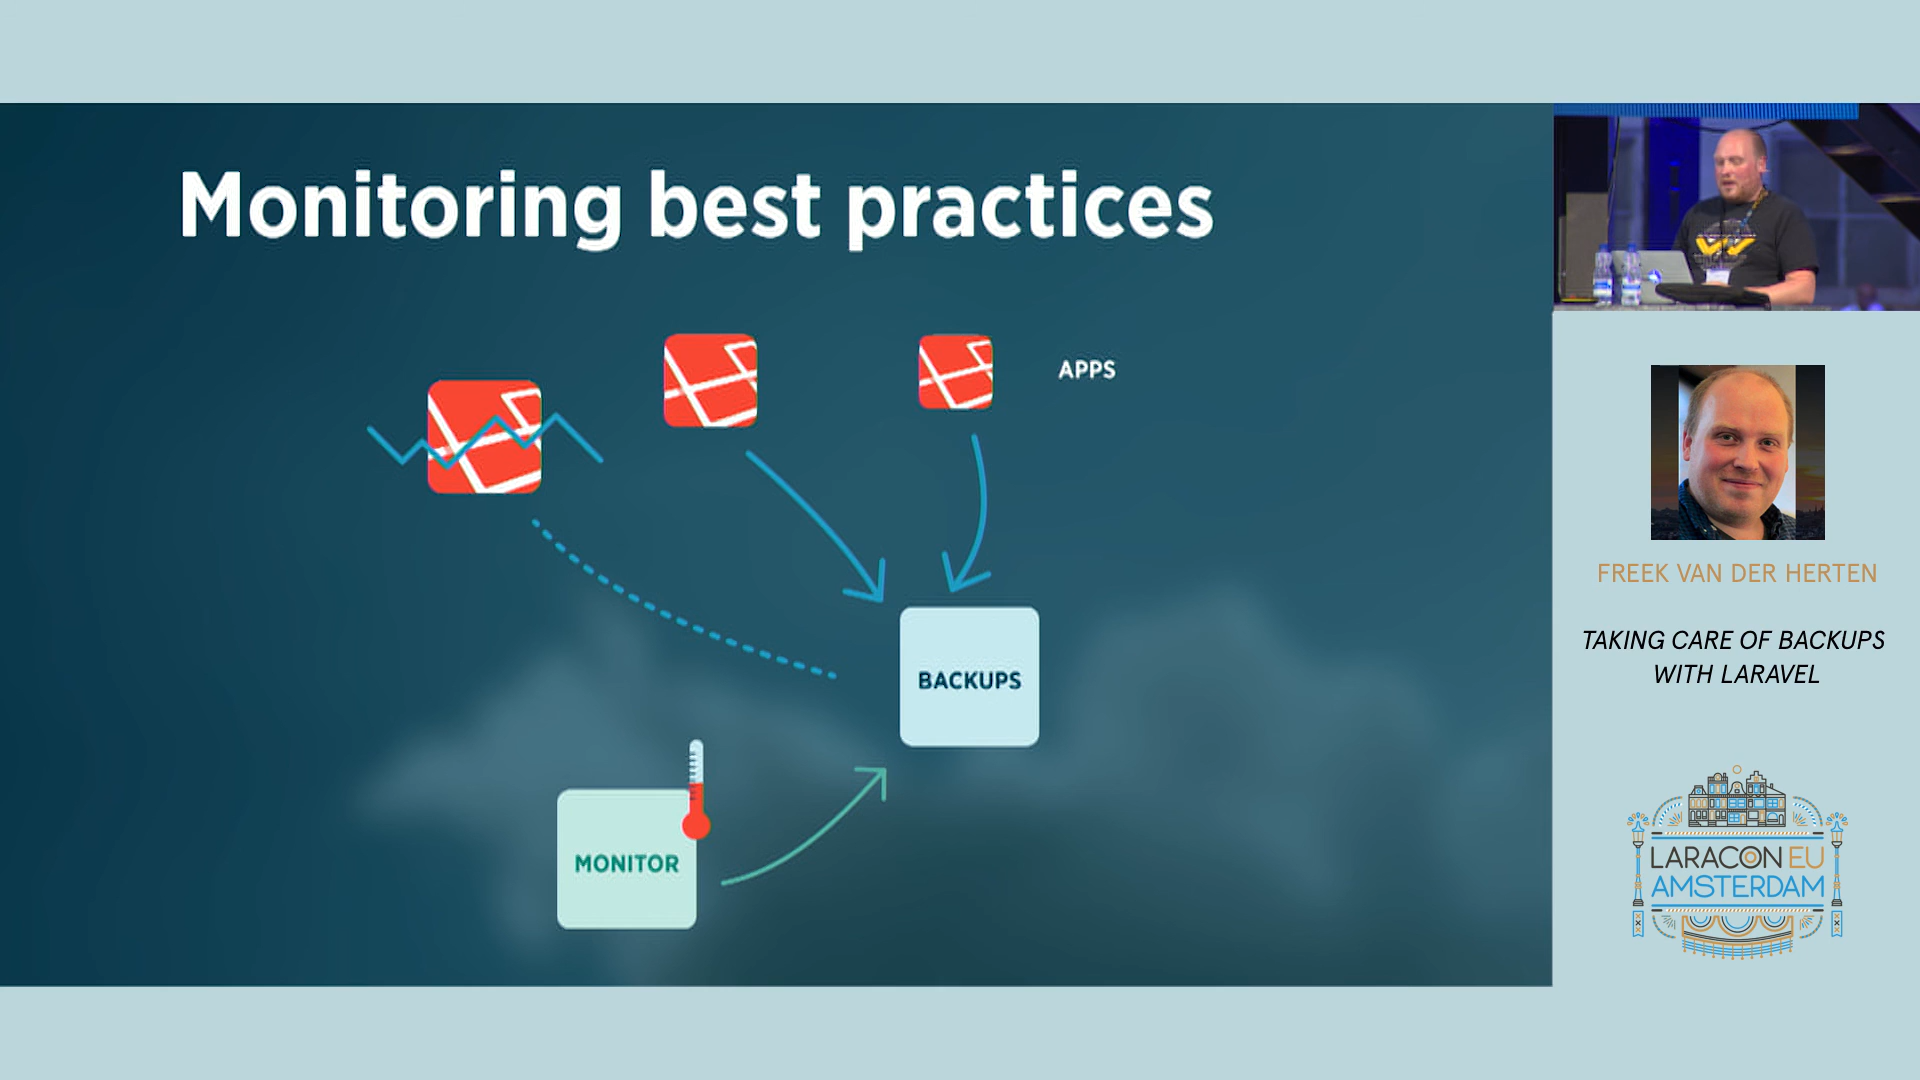 Monitoring best practices
APPS
BACKUPS
MONITOR
FREEK VAN DER HERTEN
TAKING CARE OF BACKUPS
WITH LARAVEL
LARACON EU
AMSTERDAM